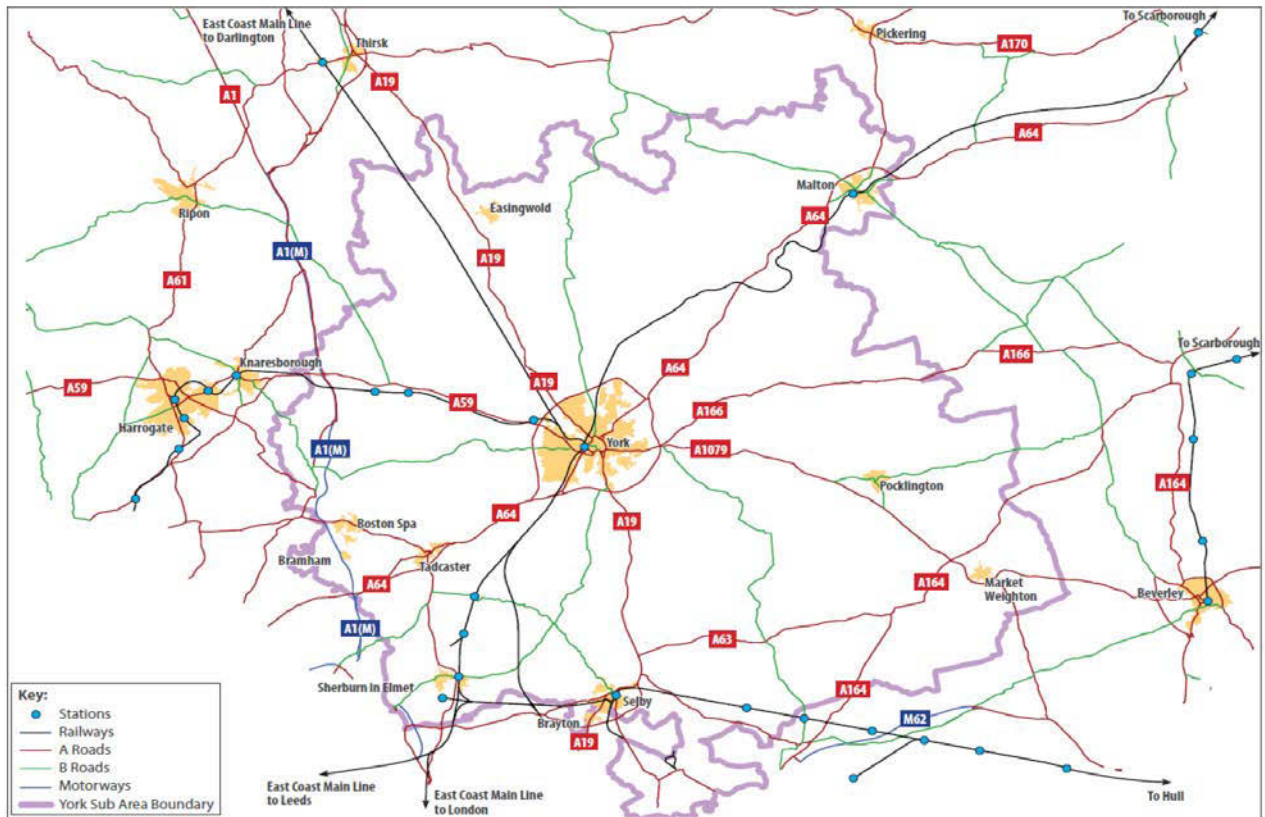 East Coast Main Line
to Darlington
To Scarborough
Thirsk
Pickering
A170
A19
A1
A64
Malton
Ripon
Easingwold
A64
A1(M)
A19
A61
Knaresborough
To Scarborough
A166
A59
A19
A64
A59
A166
Harrogate
York
A1(M)
A1079
Pocklington
A164
A64
A19
Boston Spa
Bramham
Tadcaster
A64
A164
Market
Weighton
Beverley
A1(M)
A63
Sherburn in Elmet
A164
Selby
Brayton
A19
M62
Key:
Stations
Railways
A Roads
B Roads
Motorways
York Sub Area Boundary
East Coast Main Line
to Leeds
East Coast Main Line
to London
To Hull